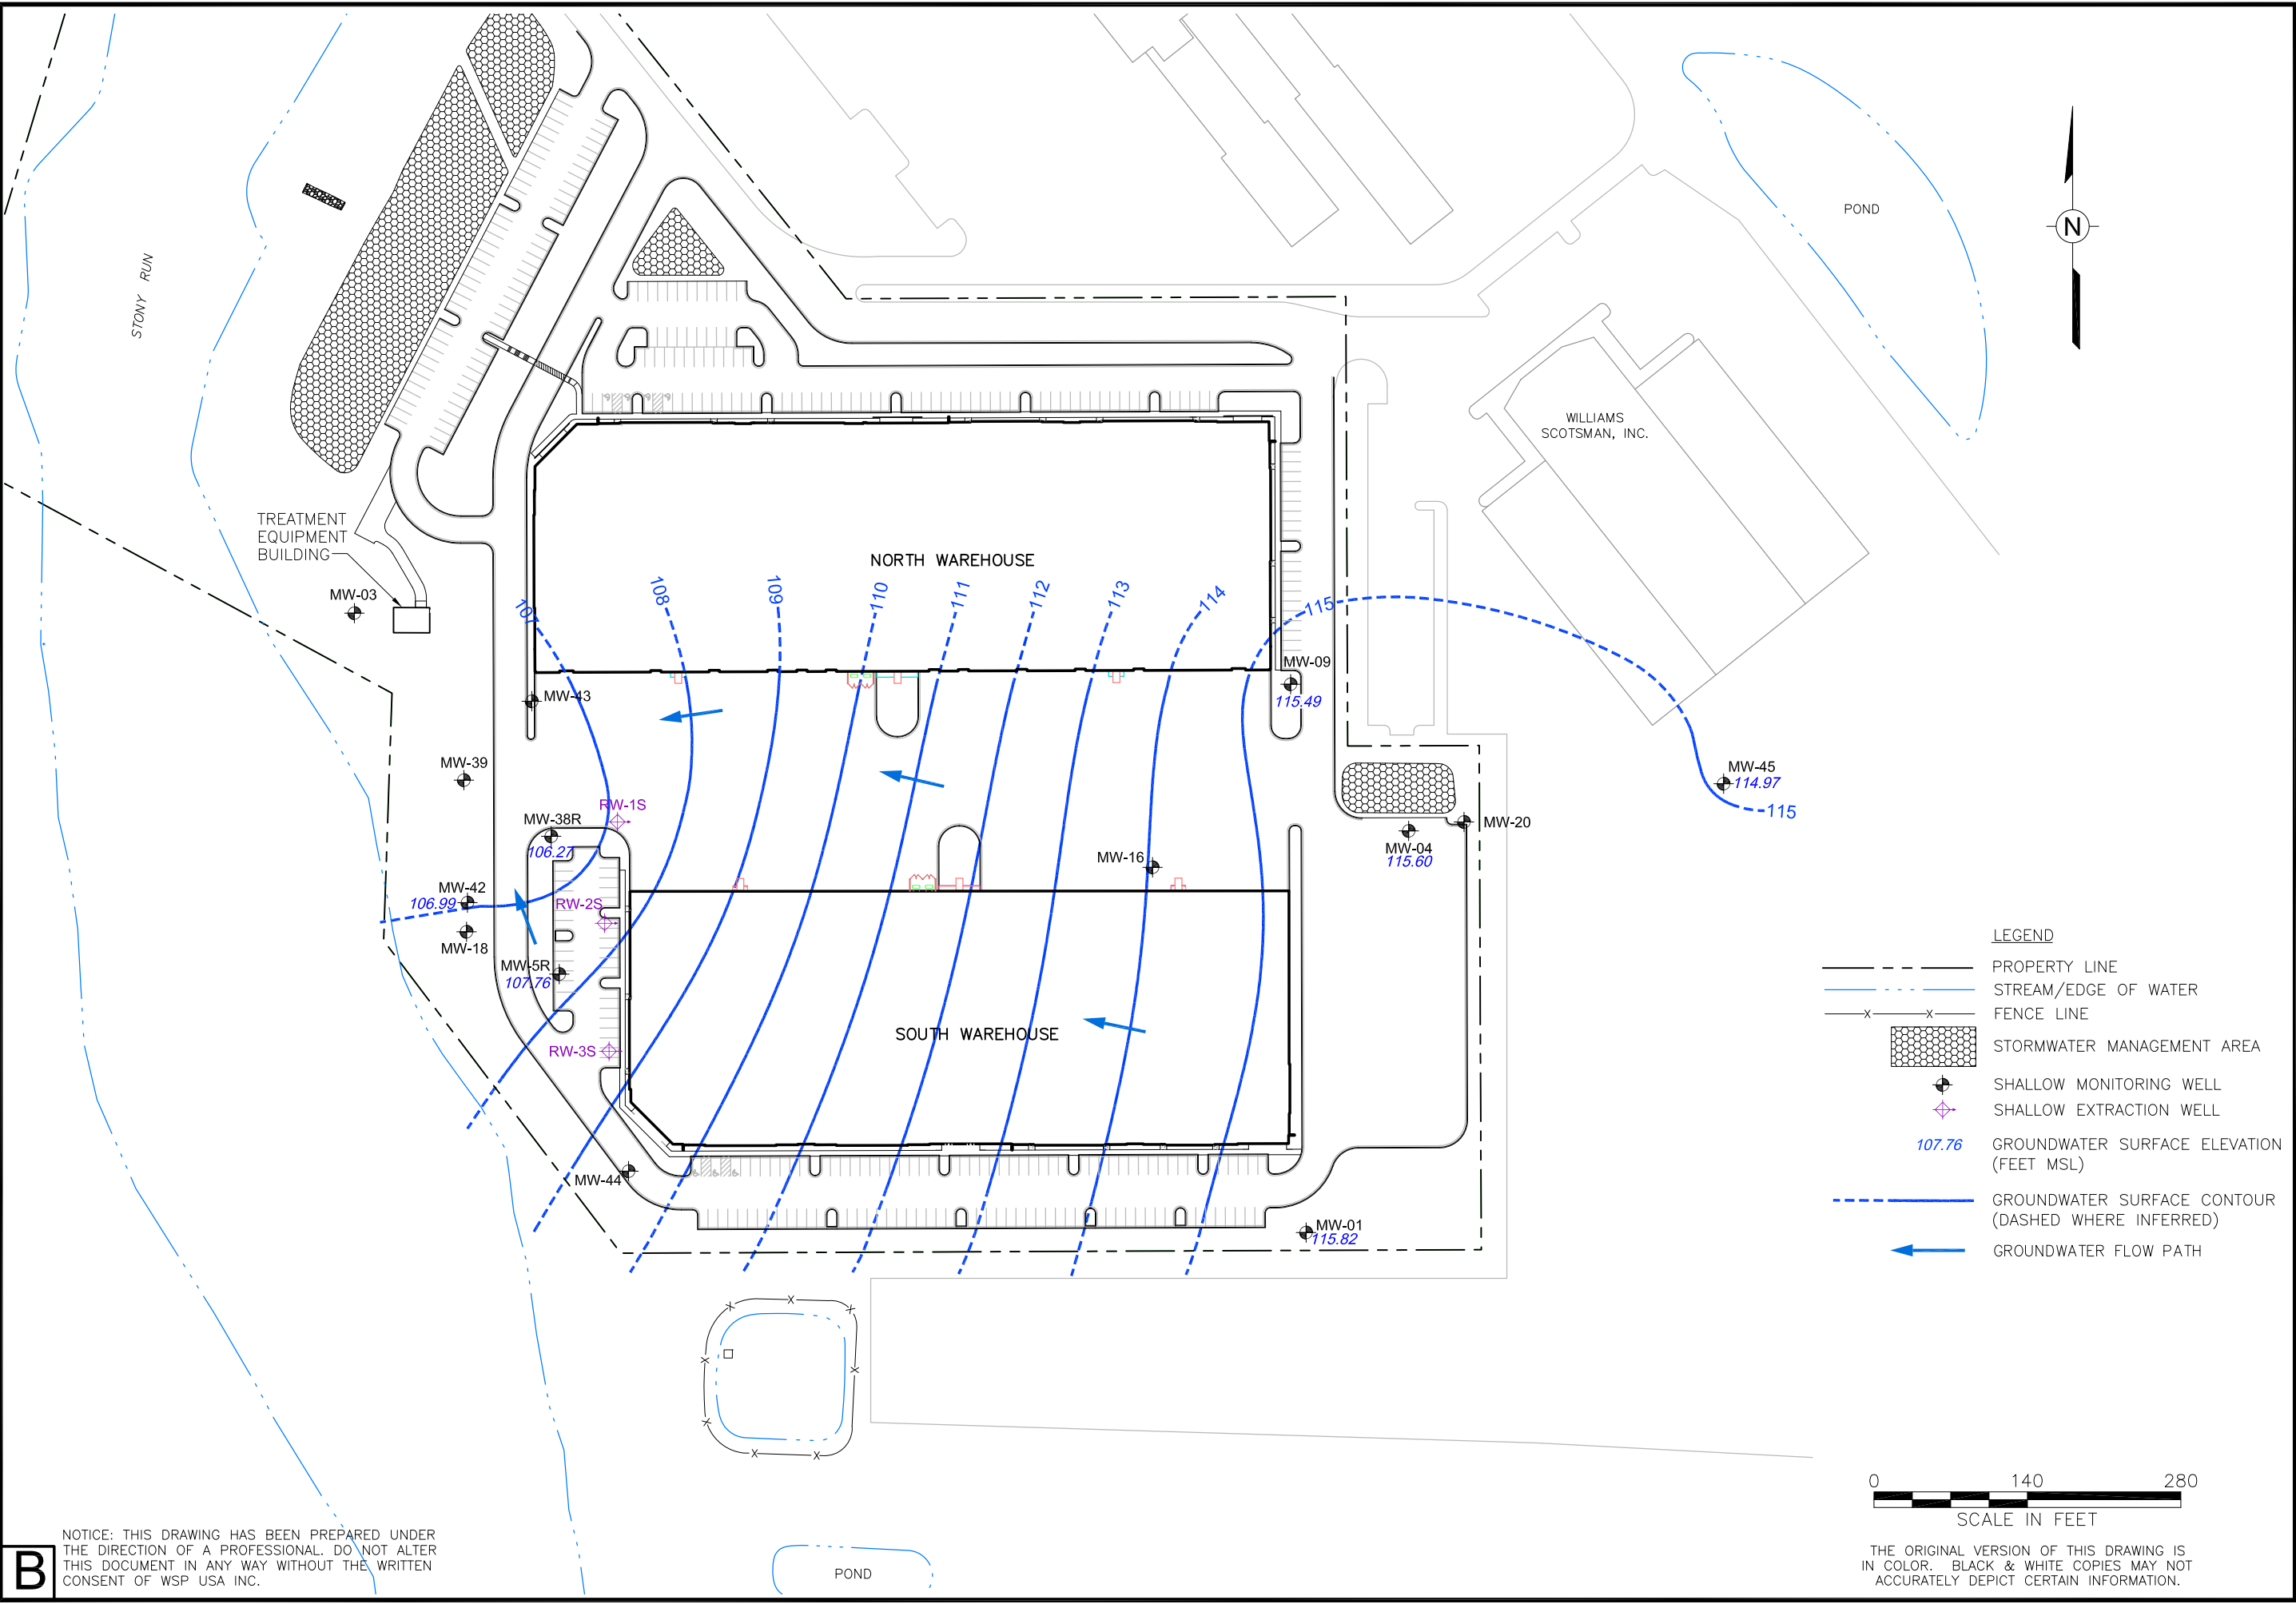 POND
N
STONY RUN
WILLIAMS
SCOTSMAN, INC.
TREATMENT
EQUIPMENT
BUILDING
NORTH WAREHOUSE
MW-03
107
108
109
110
111
112
113
114
115
MW-09
115.49
MW-43
MW-39
MW-45
114.97
115
RW-1S
MW-38R
106.27
MW-20
MW-04
115.60
MW-16
MW-42
106.99
RW-2S
MW-18
MW-5R
107.76
SOUTH WAREHOUSE
RW-3S
MW-44
MW-01
115.82
LEGEND
PROPERTY LINE
STREAM/EDGE OF WATER
X X FENCE LINE
STORMWATER MANAGEMENT AREA
SHALLOW MONITORING WELL
SHALLOW EXTRACTION WELL
107.76 GROUNDWATER SURFACE ELEVATION
(FEET MSL)
GROUNDWATER SURFACE CONTOUR
(DASHED WHERE INFERRED)
GROUNDWATER FLOW PATH
X X X
X X
X
X X
0 140 280
SCALE IN FEET
THE ORIGINAL VERSION OF THIS DRAWING IS
IN COLOR. BLACK & WHITE COPIES MAY NOT
ACCURATELY DEPICT CERTAIN INFORMATION.
POND
NOTICE: THIS DRAWING HAS BEEN PREPARED UNDER
THE DIRECTION OF A PROFESSIONAL. DO NOT ALTER
THIS DOCUMENT IN ANY WAY WITHOUT THE WRITTEN
CONSENT OF WSP USA INC.
B